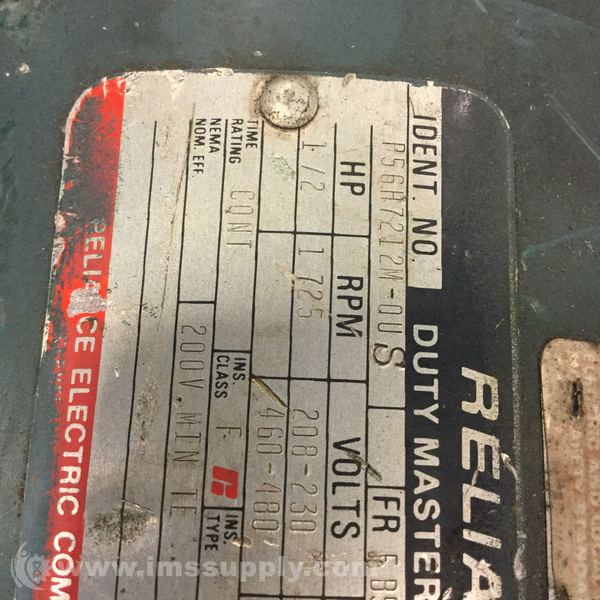 RELIA
DUTY MASTER
IDENT. NO. P56H7212M-OU S FR
HP RPM VOLTS
1/2 1725 208-230
460-480
TIME RATING CONT INS CLASS F INS. TYPE
NEMA NOM. EFF. 200V.MIN IE
RELIANCE ELECTRIC COM
www.imssupply.com